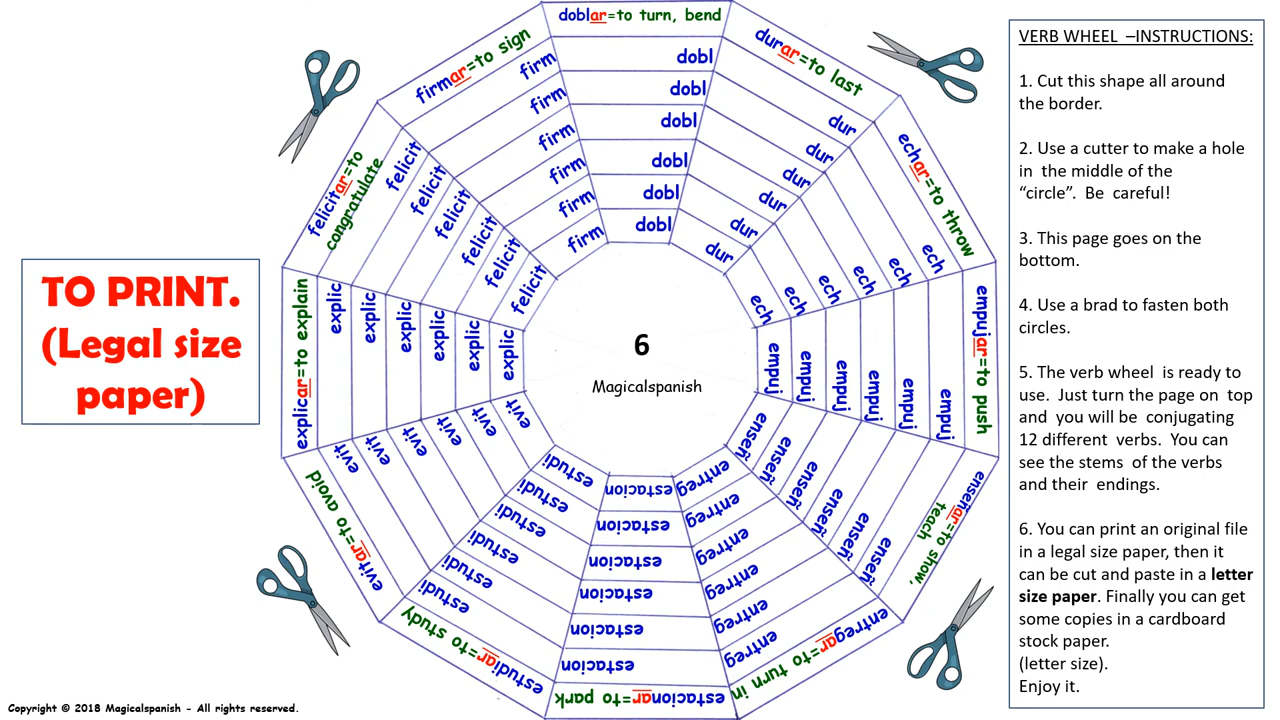 TO PRINT.
(Legal size
paper)
doblar=to turn, bend
dobl
dobl
dobl
dobl
dobl
dobl
durar=to last
dur
dur
dur
dur
dur
dur
echar=to throw
ech
ech
ech
ech
ech
ech
empujar=to push
empuj
empuj
empuj
empuj
empuj
empuj
enseñar=to show,
teach
enseñ
enseñ
enseñ
enseñ
enseñ
enseñ
entregar=to turn in
entreg
entreg
entreg
entreg
entreg
entreg
estacionar=to park
estacion
estacion
estacion
estacion
estacion
estacion
estudiar=to study
estudi
estudi
estudi
estudi
estudi
estudi
evitar=to avoid
evit
evit
evit
evit
evit
evit
explicar=to explain
explic
explic
explic
explic
explic
explic
felicitar=to
congratulate
felicit
felicit
felicit
felicit
felicit
felicit
firmar=to sign
firm
firm
firm
firm
firm
firm
6
Magicalspanish
VERB WHEEL –INSTRUCTIONS:
1. Cut this shape all around
the border.
2. Use a cutter to make a hole
in the middle of the
“circle”. Be careful!
3. This page goes on the
bottom.
4. Use a brad to fasten both
circles.
5. The verb wheel is ready to
use. Just turn the page on top
and you will be conjugating
12 different verbs. You can
see the stems of the verbs
and their endings.
6. You can print an original file
in a legal size paper, then it
can be cut and paste in a letter
size paper. Finally you can get
some copies in a cardboard
stock paper.
(letter size).
Enjoy it.
Copyright © 2018 Magicalspanish - All rights reserved.